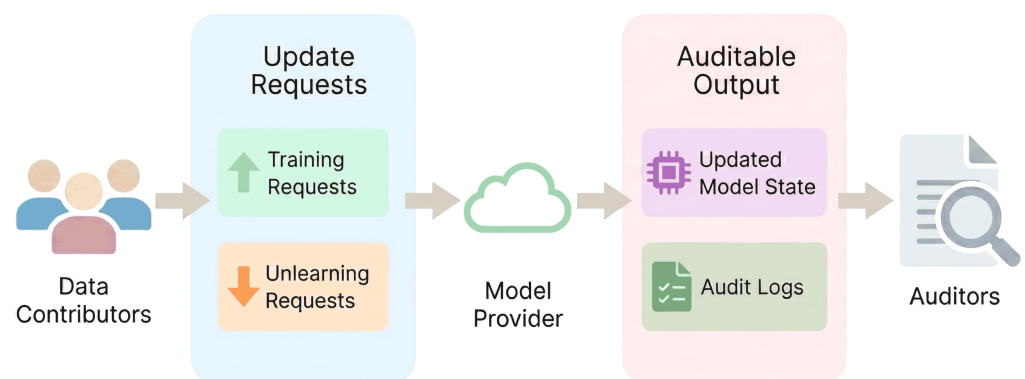 Update
Requests
Training
Requests
Unlearning
Requests
Data
Contributors
Model
Provider
Auditable
Output
Updated
Model State
Audit Logs
Auditors